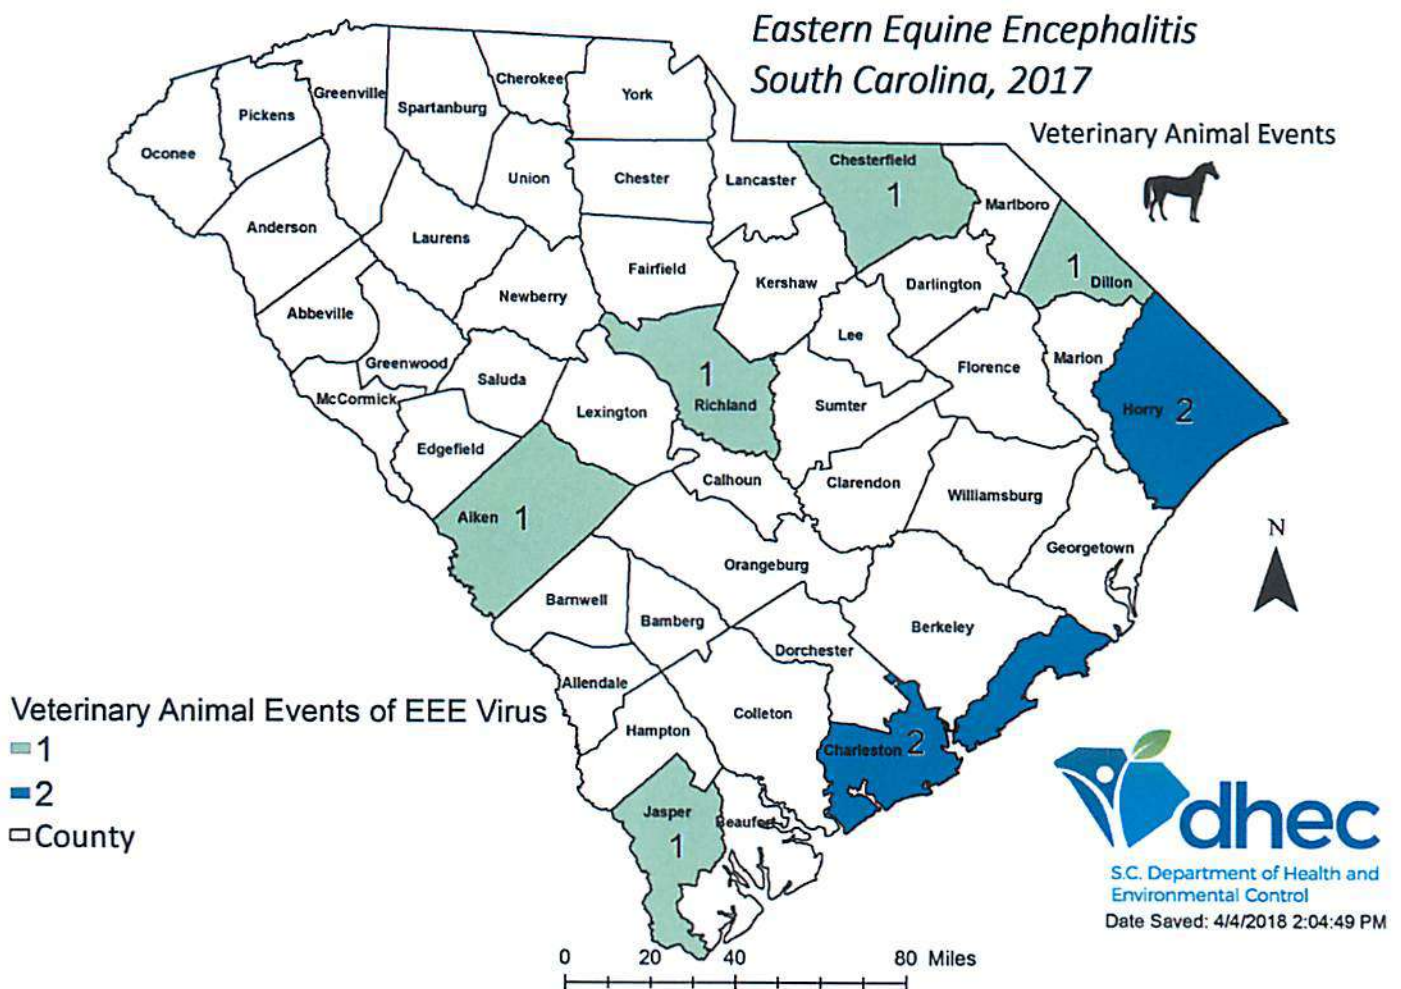 Eastern Equine Encephalitis
South Carolina, 2017
Veterinary Animal Events
Cherokee
York
Greenville
Spartanburg
Pickens
Oconee
Union
Chester
Lancaster
Chesterfield
1
Marlboro
Anderson
Laurens
Fairfield
Kershaw
Darlington
1
Dillon
Newberry
Abbeville
Lee
Greenwood
Saluda
1
Richland
Florence
Marion
McCormick
Lexington
Sumter
Horry 2
Edgefield
Calhoun
Clarendon
Williamsburg
Aiken 1
Georgetown
N
Orangeburg
Barnwell
Bamberg
Berkeley
Dorchester
Allendale
Colleton
Hampton
Charleston 2
Jasper
1
Beaufort
Veterinary Animal Events of EEE Virus
1
2
County
dhec
S.C. Department of Health and
Environmental Control
Date Saved: 4/4/2018 2:04:49 PM
0 20 40 80 Miles